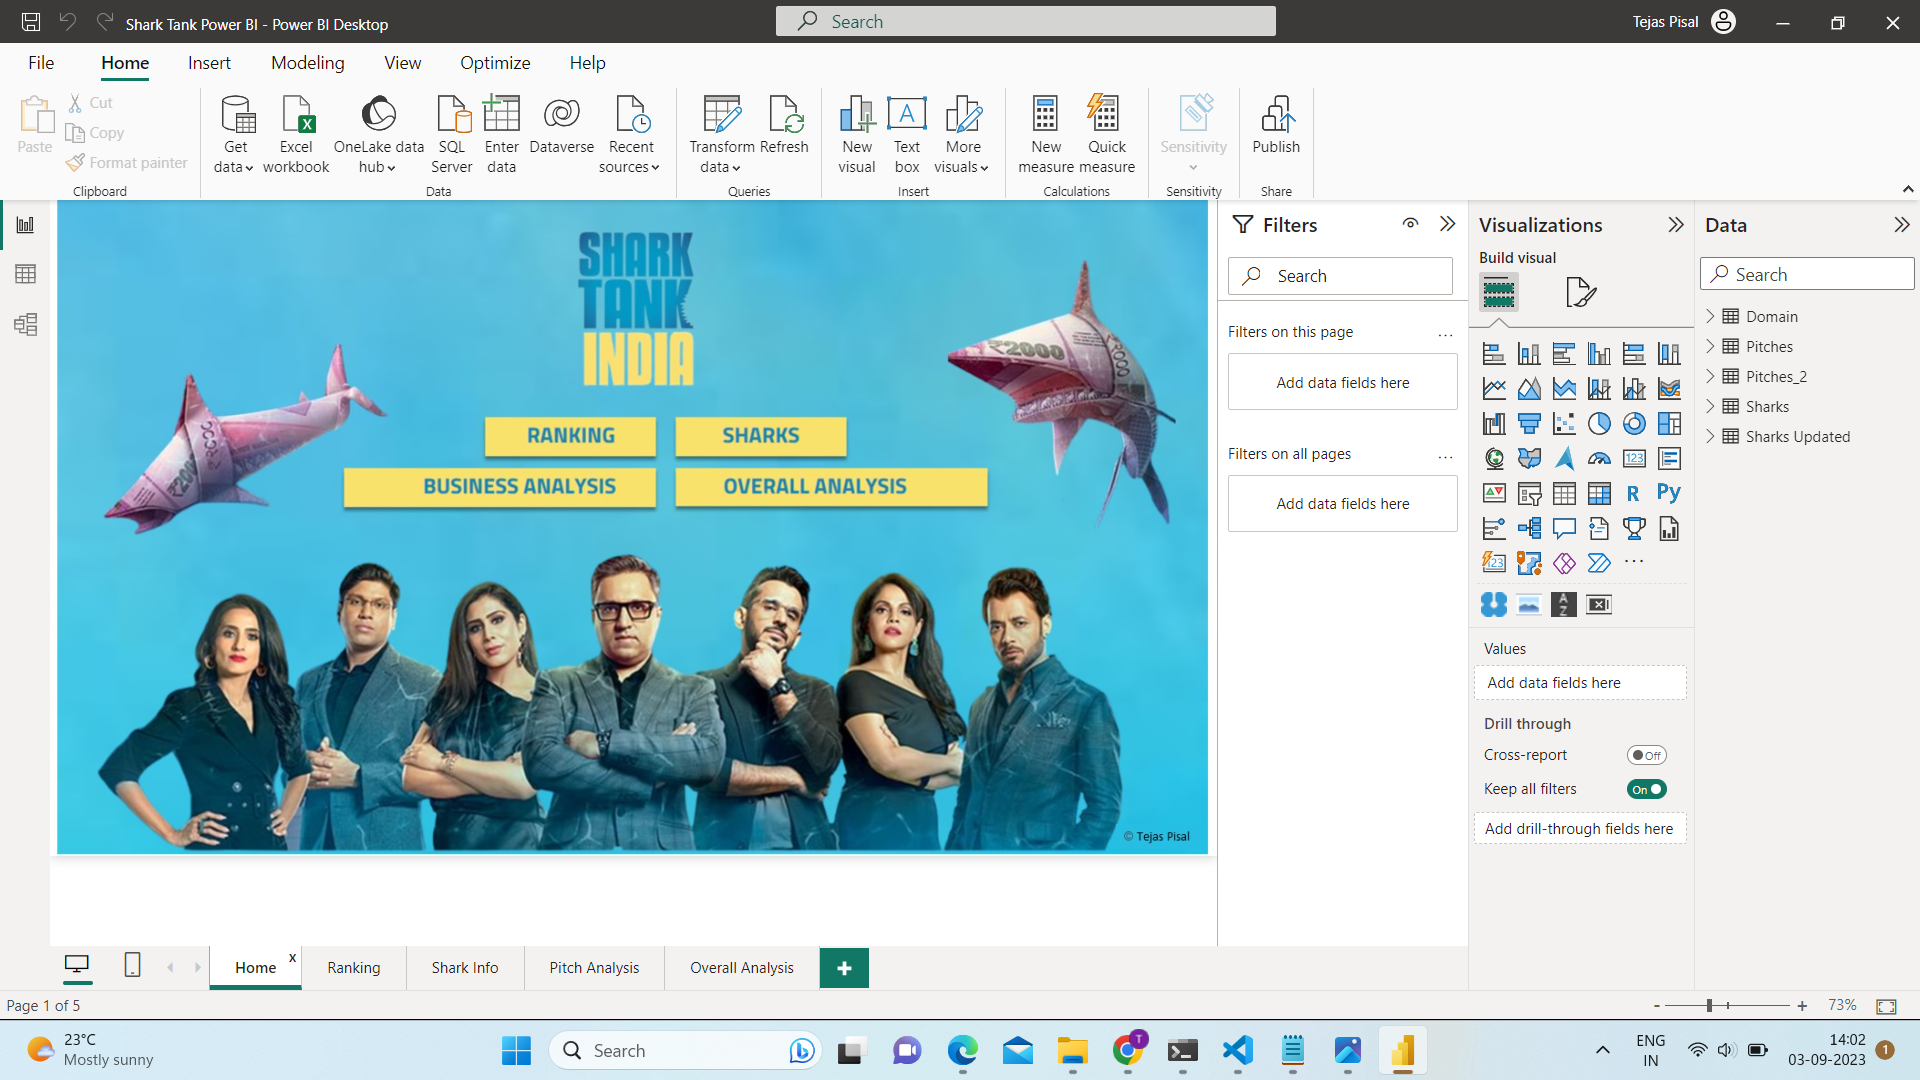 Shark Tank Power BI - Power BI Desktop
Search
Tejas Pisal
File Home Insert Modeling View Optimize Help
Paste
Cut
Copy
Format painter
Clipboard
Get data
Excel workbook
OneLake data hub
SQL Server
Enter data
Dataverse
Recent sources
Data
Transform data
Refresh
Queries
New visual
Text box
More visuals
Insert
New measure
Quick measure
Calculations
Sensitivity
Sensitivity
Publish
Share
SHARK
TANK
INDIA
₹2000
₹200
RANKING
SHARKS
BUSINESS ANALYSIS
OVERALL ANALYSIS
© Tejas Pisal
Filters
Search
Filters on this page
Add data fields here
Filters on all pages
Add data fields here
Visualizations
Build visual
123
R
Py
123
A
Z
Values
Add data fields here
Drill through
Cross-report
Off
Keep all filters
On
Add drill-through fields here
Data
Search
Domain
Pitches
Pitches_2
Sharks
Sharks Updated
Home x
Ranking
Shark Info
Pitch Analysis
Overall Analysis
+
Page 1 of 5
- + 73%
23°C
Mostly sunny
Search
T
ENG
IN
14:02
03-09-2023
1